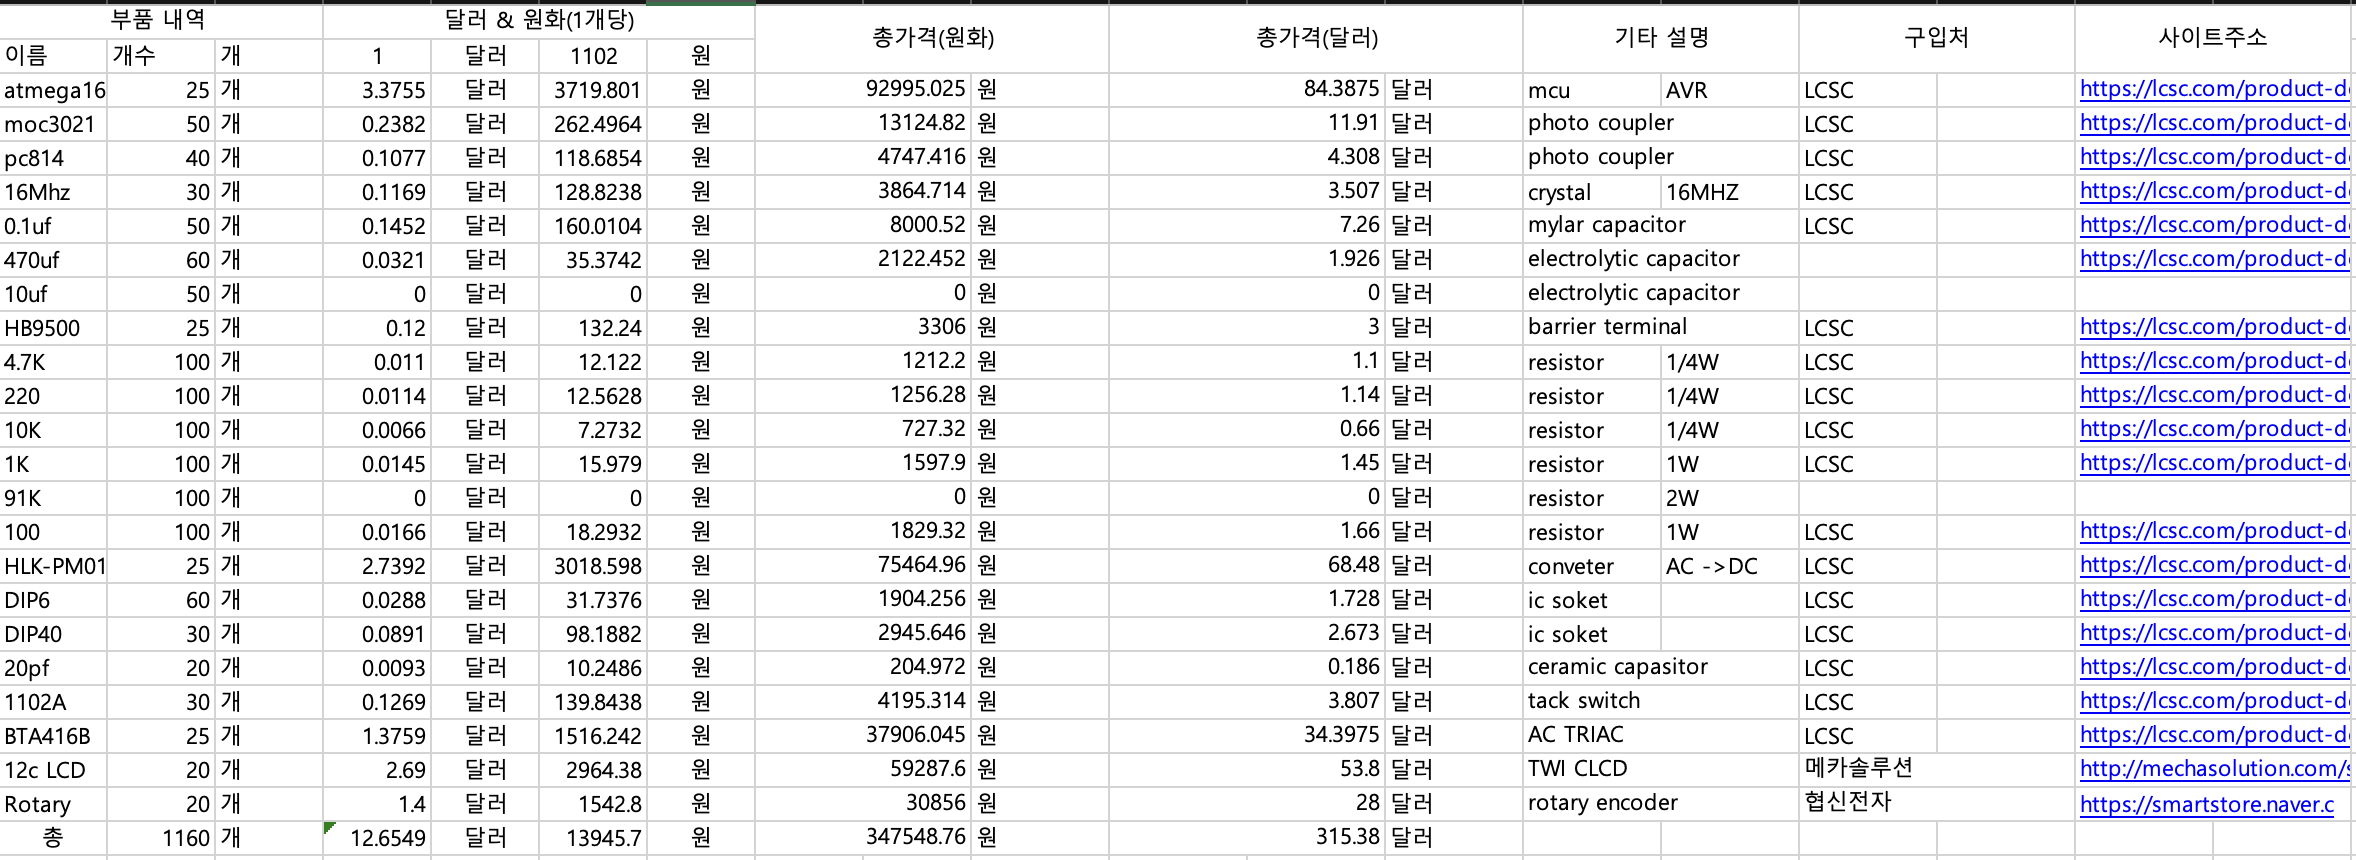 부품 내역 달러 & 원화(1개당) 총가격(원화) 총가격(달러) 기타 설명 구입처 사이트주소
이름 개수 개 1 달러 1102 원
atmega16 25 개 3.3755 달러 3719.801 원 92995.025 원 84.3875 달러 mcu AVR LCSC https://lcsc.com/product-d
moc3021 50 개 0.2382 달러 262.4964 원 13124.82 원 11.91 달러 photo coupler LCSC https://lcsc.com/product-d
pc814 40 개 0.1077 달러 118.6854 원 4747.416 원 4.308 달러 photo coupler LCSC https://lcsc.com/product-d
16Mhz 30 개 0.1169 달러 128.8238 원 3864.714 원 3.507 달러 crystal 16MHZ LCSC https://lcsc.com/product-d
0.1uf 50 개 0.1452 달러 160.0104 원 8000.52 원 7.26 달러 mylar capacitor LCSC https://lcsc.com/product-d
470uf 60 개 0.0321 달러 35.3742 원 2122.452 원 1.926 달러 electrolytic capacitor https://lcsc.com/product-d
10uf 50 개 0 달러 0 원 0 원 0 달러 electrolytic capacitor
HB9500 25 개 0.12 달러 132.24 원 3306 원 3 달러 barrier terminal LCSC https://lcsc.com/product-d
4.7K 100 개 0.011 달러 12.122 원 1212.2 원 1.1 달러 resistor 1/4W LCSC https://lcsc.com/product-d
220 100 개 0.0114 달러 12.5628 원 1256.28 원 1.14 달러 resistor 1/4W LCSC https://lcsc.com/product-d
10K 100 개 0.0066 달러 7.2732 원 727.32 원 0.66 달러 resistor 1/4W LCSC https://lcsc.com/product-d
1K 100 개 0.0145 달러 15.979 원 1597.9 원 1.45 달러 resistor 1W LCSC https://lcsc.com/product-d
91K 100 개 0 달러 0 원 0 원 0 달러 resistor 2W
100 100 개 0.0166 달러 18.2932 원 1829.32 원 1.66 달러 resistor 1W LCSC https://lcsc.com/product-d
HLK-PM01 25 개 2.7392 달러 3018.598 원 75464.96 원 68.48 달러 conveter AC ->DC LCSC https://lcsc.com/product-d
DIP6 60 개 0.0288 달러 31.7376 원 1904.256 원 1.728 달러 ic soket LCSC https://lcsc.com/product-d
DIP40 30 개 0.0891 달러 98.1882 원 2945.646 원 2.673 달러 ic soket LCSC https://lcsc.com/product-d
20pf 20 개 0.0093 달러 10.2486 원 204.972 원 0.186 달러 ceramic capasitor LCSC https://lcsc.com/product-d
1102A 30 개 0.1269 달러 139.8438 원 4195.314 원 3.807 달러 tack switch LCSC https://lcsc.com/product-d
BTA416B 25 개 1.3759 달러 1516.242 원 37906.045 원 34.3975 달러 AC TRIAC LCSC https://lcsc.com/product-d
12c LCD 20 개 2.69 달러 2964.38 원 59287.6 원 53.8 달러 TWI CLCD 메카솔루션 http://mechasolution.com/s
Rotary 20 개 1.4 달러 1542.8 원 30856 원 28 달러 rotary encoder 협신전자 https://smartstore.naver.c
총 1160 개 12.6549 달러 13945.7 원 347548.76 원 315.38 달러